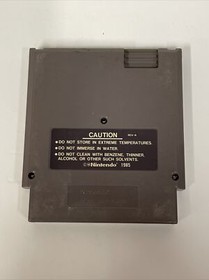 CAUTION
REV-A
●DO NOT STORE IN EXTREME TEMPERATURES.
●DO NOT IMMERSE IN WATER.
●DO NOT CLEAN WITH BENZENE, THINNER,
ALCOHOL OR OTHER SUCH SOLVENTS.
©Nintendo 1985